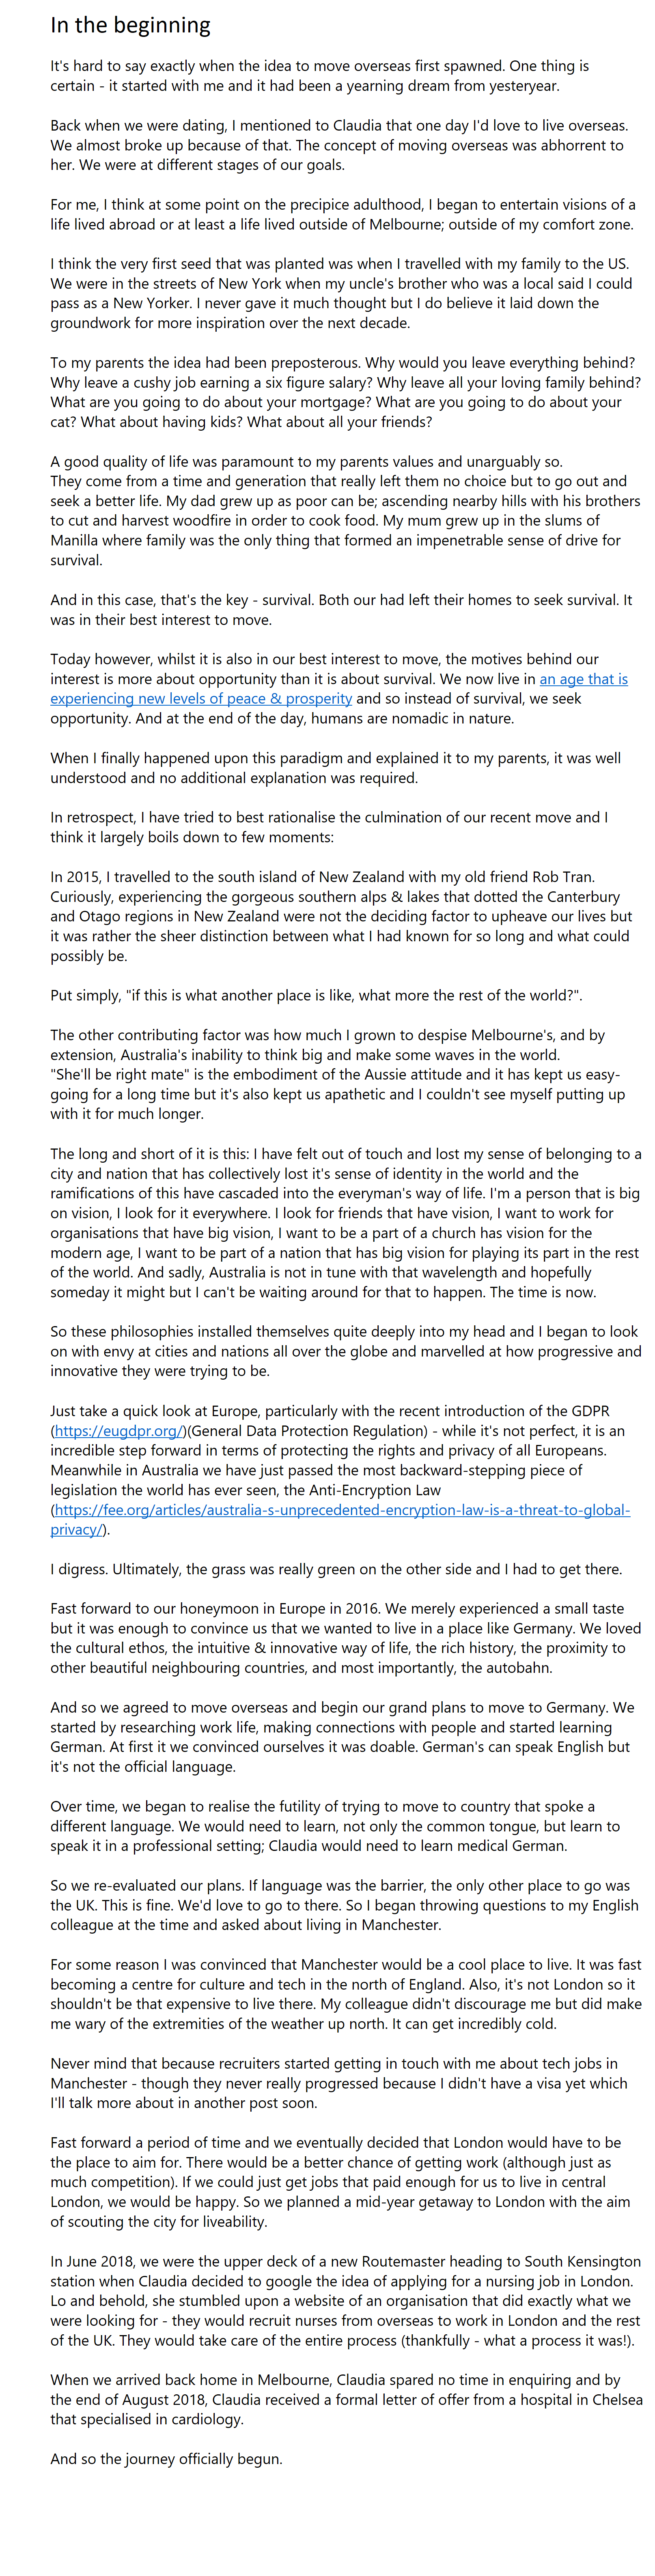 In the beginning
It's hard to say exactly when the idea to move overseas first spawned. One thing is
certain - it started with me and it had been a yearning dream from yesteryear.
Back when we were dating, I mentioned to Claudia that one day I'd love to live overseas.
We almost broke up because of that. The concept of moving overseas was abhorrent to
her. We were at different stages of our goals.
For me, I think at some point on the precipice adulthood, I began to entertain visions of a
life lived abroad or at least a life lived outside of Melbourne; outside of my comfort zone.
I think the very first seed that was planted was when I travelled with my family to the US.
We were in the streets of New York when my uncle's brother who was a local said I could
pass as a New Yorker. I never gave it much thought but I do believe it laid down the
groundwork for more inspiration over the next decade.
To my parents the idea had been preposterous. Why would you leave everything behind?
Why leave a cushy job earning a six figure salary? Why leave all your loving family behind?
What are you going to do about your mortgage? What are you going to do about your
cat? What about having kids? What about all your friends?
A good quality of life was paramount to my parents values and unarguably so.
They come from a time and generation that really left them no choice but to go out and
seek a better life. My dad grew up as poor can be; ascending nearby hills with his brothers
to cut and harvest woodfire in order to cook food. My mum grew up in the slums of
Manilla where family was the only thing that formed an impenetrable sense of drive for
survival.
And in this case, that's the key - survival. Both our had left their homes to seek survival. It
was in their best interest to move.
Today however, whilst it is also in our best interest to move, the motives behind our
interest is more about opportunity than it is about survival. We now live in an age that is
experiencing new levels of peace & prosperity and so instead of survival, we seek
opportunity. And at the end of the day, humans are nomadic in nature.
When I finally happened upon this paradigm and explained it to my parents, it was well
understood and no additional explanation was required.
In retrospect, I have tried to best rationalise the culmination of our recent move and I
think it largely boils down to few moments:
In 2015, I travelled to the south island of New Zealand with my old friend Rob Tran.
Curiously, experiencing the gorgeous southern alps & lakes that dotted the Canterbury
and Otago regions in New Zealand were not the deciding factor to upheave our lives but
it was rather the sheer distinction between what I had known for so long and what could
possibly be.
Put simply, "if this is what another place is like, what more the rest of the world?".
The other contributing factor was how much I grown to despise Melbourne's, and by
extension, Australia's inability to think big and make some waves in the world.
"She'll be right mate" is the embodiment of the Aussie attitude and it has kept us easy-
going for a long time but it's also kept us apathetic and I couldn't see myself putting up
with it for much longer.
The long and short of it is this: I have felt out of touch and lost my sense of belonging to a
city and nation that has collectively lost it's sense of identity in the world and the
ramifications of this have cascaded into the everyman's way of life. I'm a person that is big
on vision, I look for it everywhere. I look for friends that have vision, I want to work for
organisations that have big vision, I want to be a part of a church has vision for the
modern age, I want to be part of a nation that has big vision for playing its part in the rest
of the world. And sadly, Australia is not in tune with that wavelength and hopefully
someday it might but I can't be waiting around for that to happen. The time is now.
So these philosophies installed themselves quite deeply into my head and I began to look
on with envy at cities and nations all over the globe and marvelled at how progressive and
innovative they were trying to be.
Just take a quick look at Europe, particularly with the recent introduction of the GDPR
(https://eugdpr.org/)(General Data Protection Regulation) - while it's not perfect, it is an
incredible step forward in terms of protecting the rights and privacy of all Europeans.
Meanwhile in Australia we have just passed the most backward-stepping piece of
legislation the world has ever seen, the Anti-Encryption Law
(https://fee.org/articles/australia-s-unprecedented-encryption-law-is-a-threat-to-global-
privacy/).
I digress. Ultimately, the grass was really green on the other side and I had to get there.
Fast forward to our honeymoon in Europe in 2016. We merely experienced a small taste
but it was enough to convince us that we wanted to live in a place like Germany. We loved
the cultural ethos, the intuitive & innovative way of life, the rich history, the proximity to
other beautiful neighbouring countries, and most importantly, the autobahn.
And so we agreed to move overseas and begin our grand plans to move to Germany. We
started by researching work life, making connections with people and started learning
German. At first it we convinced ourselves it was doable. German's can speak English but
it's not the official language.
Over time, we began to realise the futility of trying to move to country that spoke a
different language. We would need to learn, not only the common tongue, but learn to
speak it in a professional setting; Claudia would need to learn medical German.
So we re-evaluated our plans. If language was the barrier, the only other place to go was
the UK. This is fine. We'd love to go to there. So I began throwing questions to my English
colleague at the time and asked about living in Manchester.
For some reason I was convinced that Manchester would be a cool place to live. It was fast
becoming a centre for culture and tech in the north of England. Also, it's not London so it
shouldn't be that expensive to live there. My colleague didn't discourage me but did make
me wary of the extremities of the weather up north. It can get incredibly cold.
Never mind that because recruiters started getting in touch with me about tech jobs in
Manchester - though they never really progressed because I didn't have a visa yet which
I'll talk more about in another post soon.
Fast forward a period of time and we eventually decided that London would have to be
the place to aim for. There would be a better chance of getting work (although just as
much competition). If we could just get jobs that paid enough for us to live in central
London, we would be happy. So we planned a mid-year getaway to London with the aim
of scouting the city for liveability.
In June 2018, we were the upper deck of a new Routemaster heading to South Kensington
station when Claudia decided to google the idea of applying for a nursing job in London.
Lo and behold, she stumbled upon a website of an organisation that did exactly what we
were looking for - they would recruit nurses from overseas to work in London and the rest
of the UK. They would take care of the entire process (thankfully - what a process it was!).
When we arrived back home in Melbourne, Claudia spared no time in enquiring and by
the end of August 2018, Claudia received a formal letter of offer from a hospital in Chelsea
that specialised in cardiology.
And so the journey officially begun.